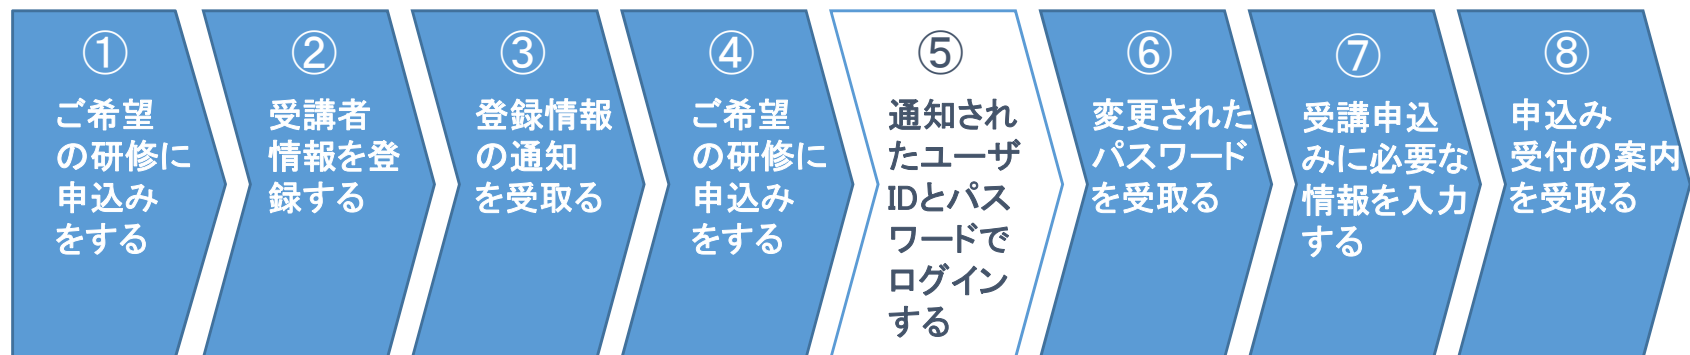 ①
ご希望
の研修に
申込み
をする
②
受講者
情報を登
録する
③
登録情報
の通知
を受取る
④
ご希望
の研修に
申込み
をする
⑤
通知され
たユーザ
IDとパス
ワードで
ログイン
する
⑥
変更された
パスワード
を受取る
⑦
受講申込
みに必要な
情報を入力
する
⑧
申込み
受付の案内
を受取る